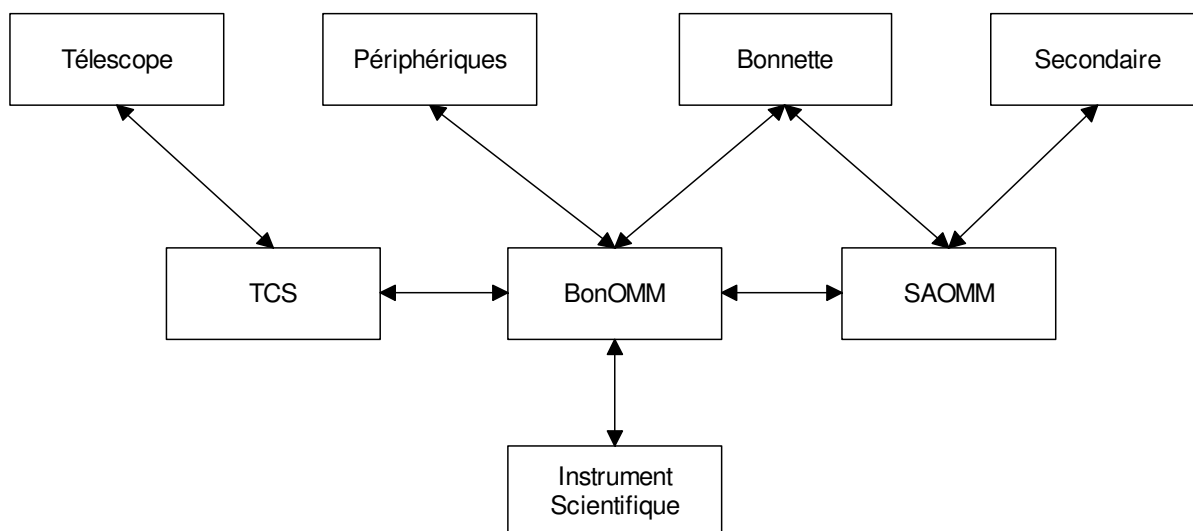 Télescope
Périphériques
Bonnette
Secondaire
TCS
BonOMM
SAOMM
Instrument
Scientifique